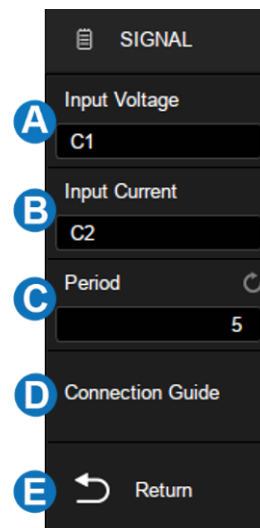 SIGNAL
A
Input Voltage
C1
B
Input Current
C2
C
Period
5
D
Connection Guide
E
Return